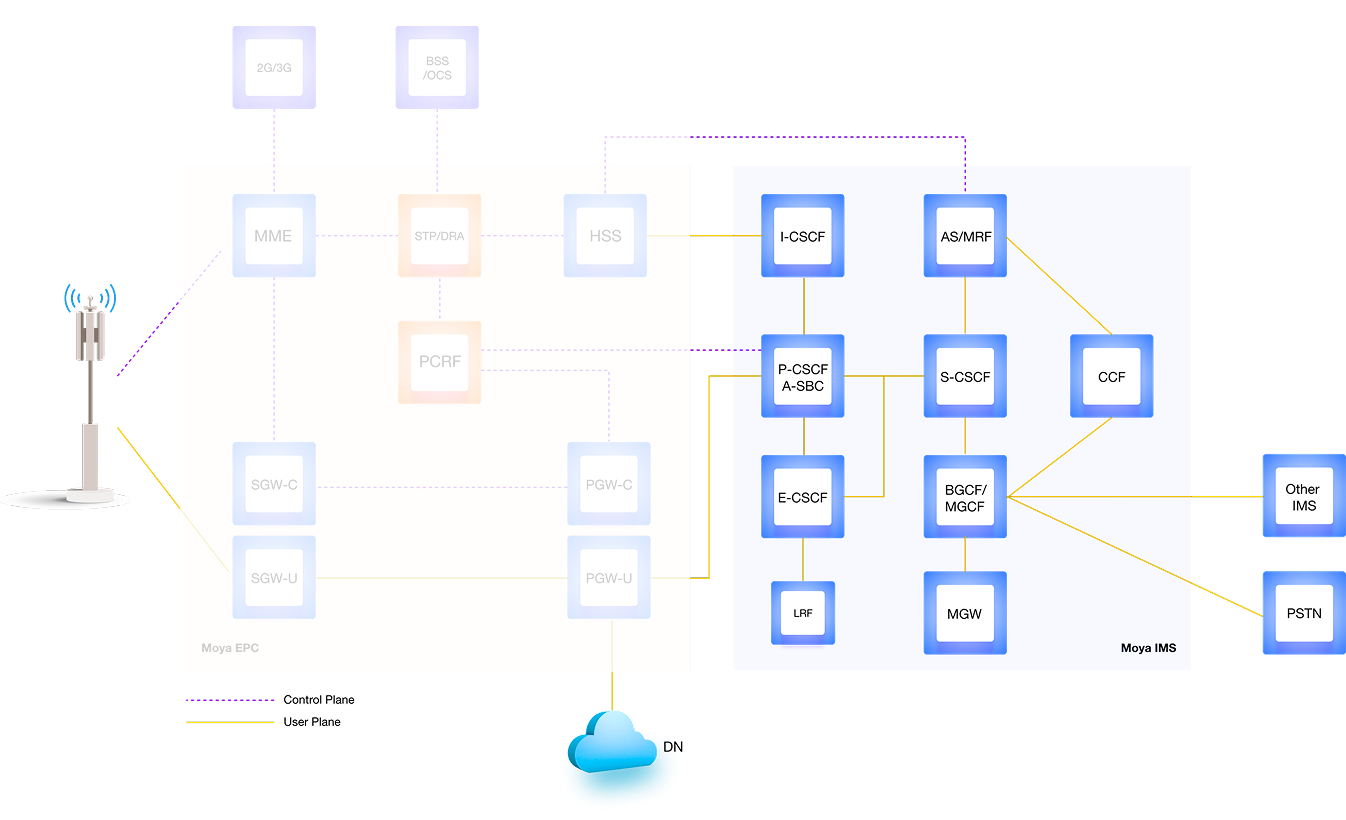 2G/3G
BSS
/OCS
MME
STP/DRA
HSS
I-CSCF
AS/MRF
PCRF
P-CSCF
A-SBC
S-CSCF
CCF
SGW-C
PGW-C
E-CSCF
BGCF/
MGCF
Other
IMS
SGW-U
PGW-U
LRF
MGW
PSTN
Moya EPC
Moya IMS
Control Plane
User Plane
DN